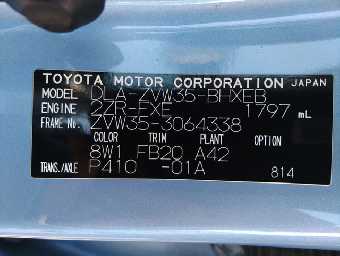 TOYOTA MOTOR CORPORATION JAPAN
MODEL DLA-ZVW35-BHXEB
ENGINE 2ZR-FXE 1797 mL
FRAME NO. ZVW35-3064338
COLOR TRIM PLANT OPTION
8W1 FB20 A42
TRANS./AXLE P410 -01A 814